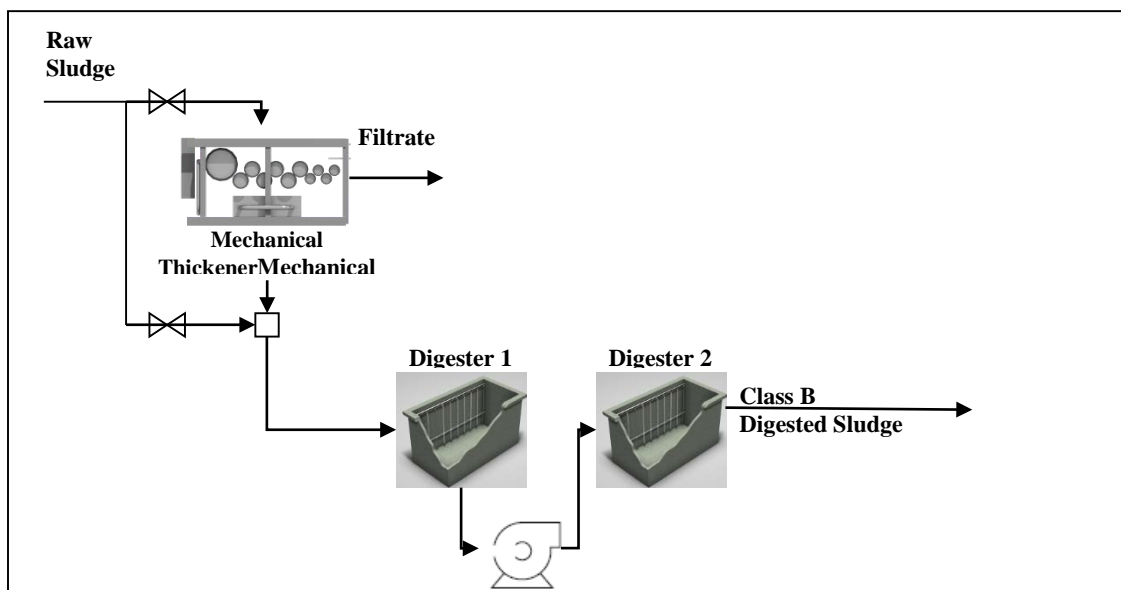 Raw
Sludge
Filtrate
Mechanical
ThickenerMechanical
Digester 1
Digester 2
Class B
Digested Sludge